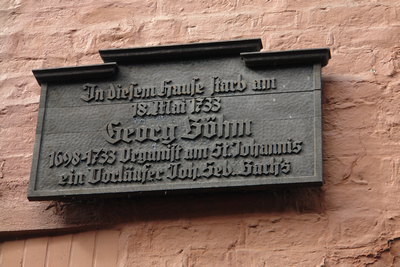 In diesem Hause starb am
18. Mai 1733
Georg Böhm
1698-1733 Organist am St. Johannis
ein Vorläufer Joh. Seb. Bach's